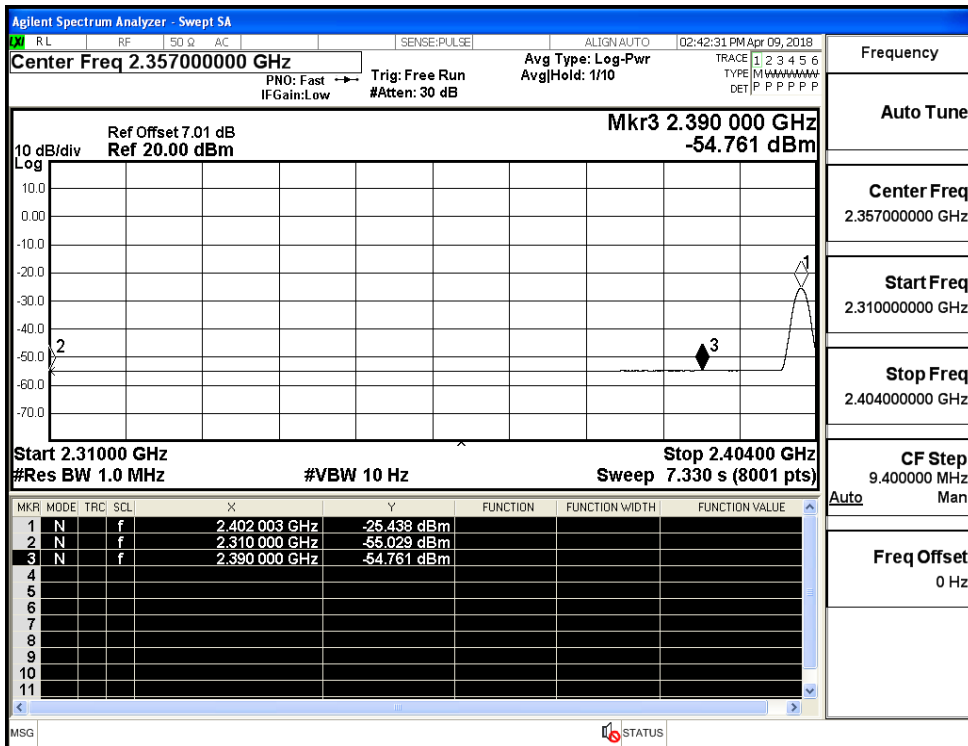 Agilent Spectrum Analyzer - Swept SA
LXI RL RF 50 Ω AC SENSE:PULSE ALIGN AUTO 02:42:31 PM Apr 09, 2018
Center Freq 2.357000000 GHz
PNO: Fast
IFGain:Low
Trig: Free Run
#Atten: 30 dB
Avg Type: Log-Pwr
Avg|Hold: 1/10
TRACE 1 2 3 4 5 6
TYPE M WWWWW
DET P P P P P P
Ref Offset 7.01 dB
10 dB/div Ref 20.00 dBm
Log
Mkr3 2.390 000 GHz
-54.761 dBm
10.0
0.00
-10.0
-20.0
-30.0
-40.0
-50.0
-60.0
-70.0
1
2
3
Start 2.31000 GHz Stop 2.40400 GHz
#Res BW 1.0 MHz #VBW 10 Hz Sweep 7.330 s (8001 pts)
MKR MODE TRC SCL X Y FUNCTION FUNCTION WIDTH FUNCTION VALUE
1 N f 2.402 003 GHz -25.438 dBm
2 N f 2.310 000 GHz -55.029 dBm
3 N f 2.390 000 GHz -54.761 dBm
4
5
6
7
8
9
10
11
MSG STATUS
Frequency
Auto Tune
Center Freq
2.357000000 GHz
Start Freq
2.310000000 GHz
Stop Freq
2.404000000 GHz
CF Step
9.400000 MHz
Auto Man
Freq Offset
0 Hz